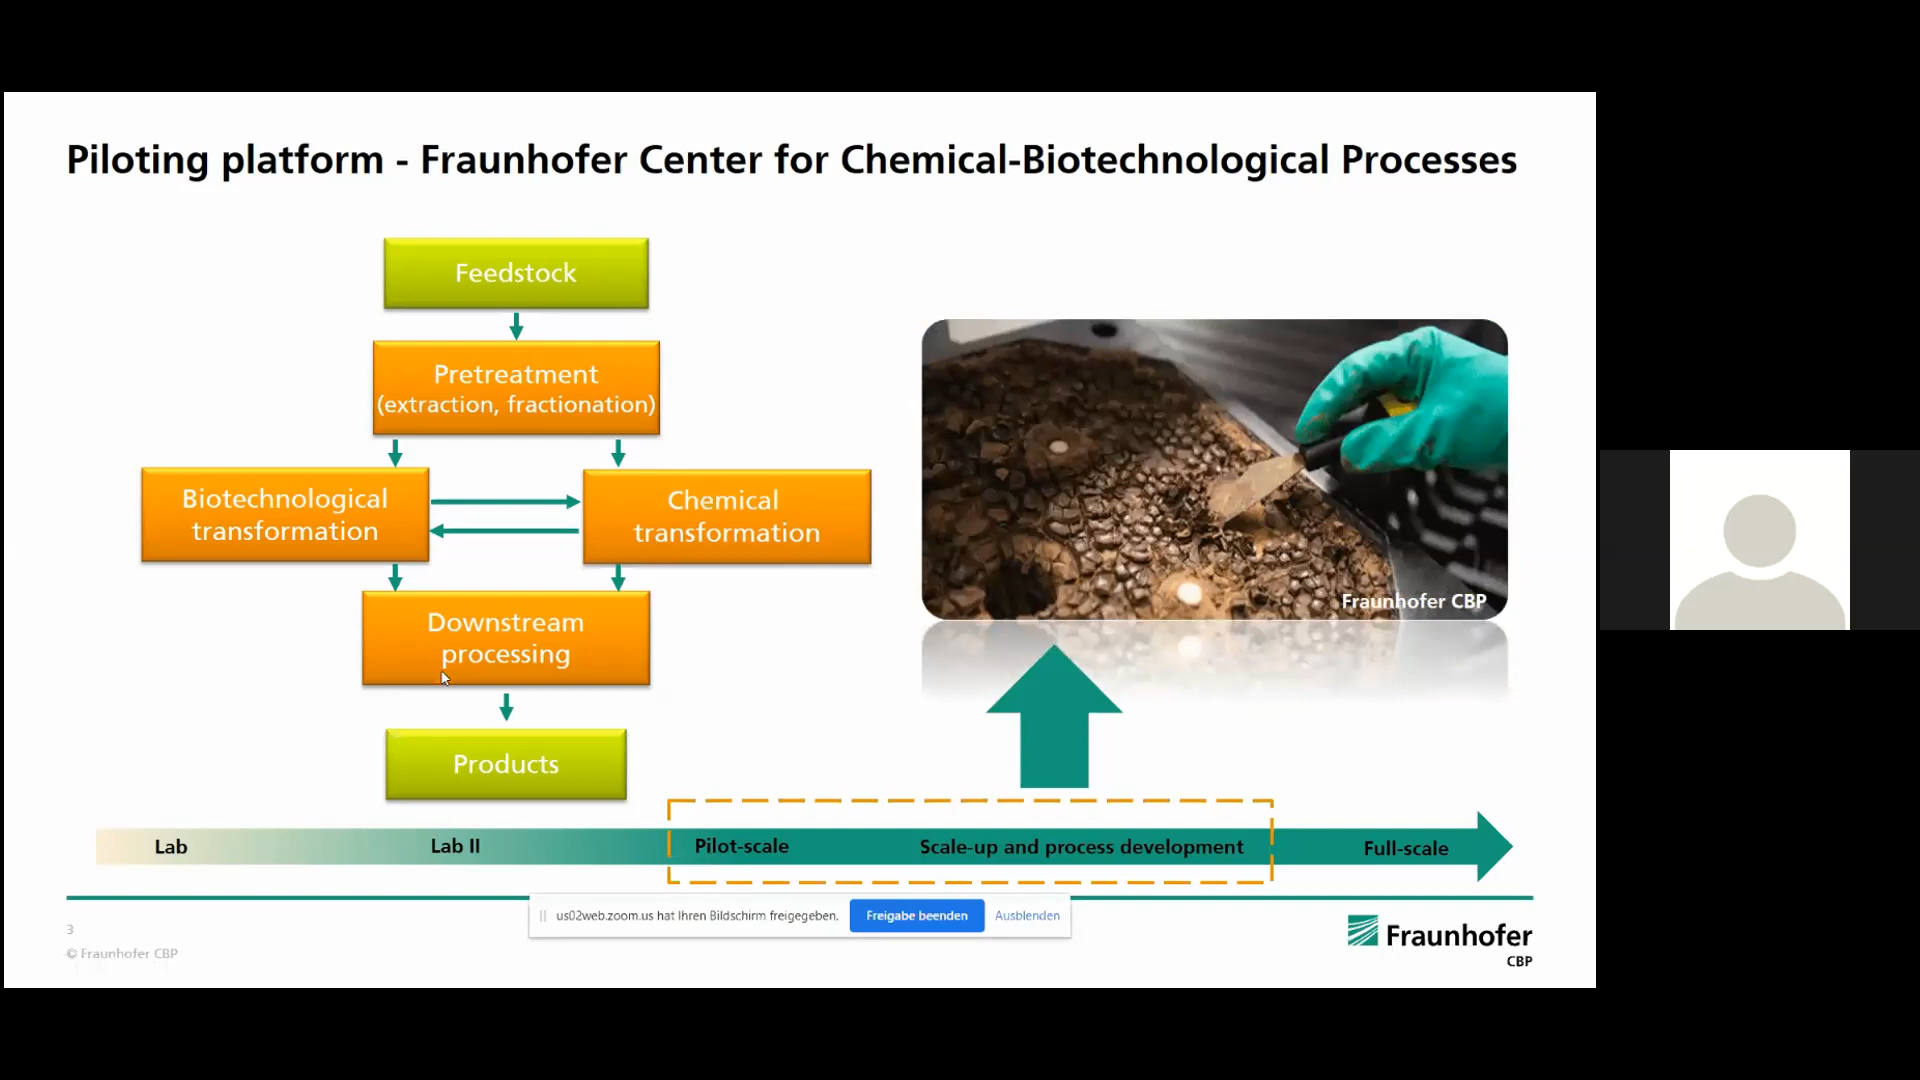 Piloting platform - Fraunhofer Center for Chemical-Biotechnological Processes
Feedstock
Pretreatment
(extraction, fractionation)
Biotechnological
transformation
Chemical
transformation
Downstream
processing
Products
Fraunhofer CBP
Lab
Lab II
Pilot-scale
Scale-up and process development
Full-scale
us02web.zoom.us hat Ihren Bildschirm freigegeben.
Freigabe beenden
Ausblenden
3
© Fraunhofer CBP
Fraunhofer
CBP